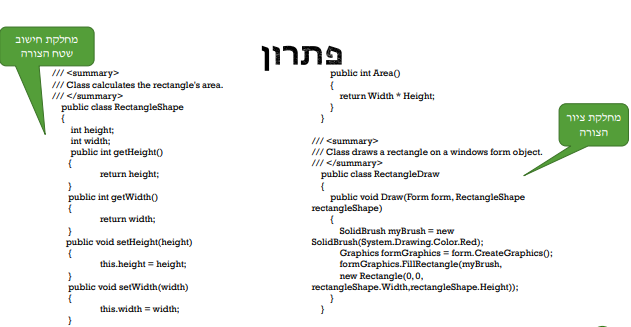 פתרון
מחלקת חישוב
שטח הצורה
/// <summary>
/// Class calculates the rectangle's area.
/// </summary>
public class RectangleShape
{
int height;
int width;
public int getHeight()
{
return height;
}
public int getWidth()
{
return width;
}
public void setHeight(height)
{
this.height = height;
}
public void setWidth(width)
{
this.width = width;
}
public int Area()
{
return Width * Height;
}
}
מחלקת ציור
הצורה
/// <summary>
/// Class draws a rectangle on a windows form object.
/// </summary>
public class RectangleDraw
{
public void Draw(Form form, RectangleShape
rectangleShape)
{
SolidBrush myBrush = new
SolidBrush(System.Drawing.Color.Red);
Graphics formGraphics = form.CreateGraphics();
formGraphics.FillRectangle(myBrush,
new Rectangle(0,0,
rectangleShape.Width,rectangleShape.Height));
}
}